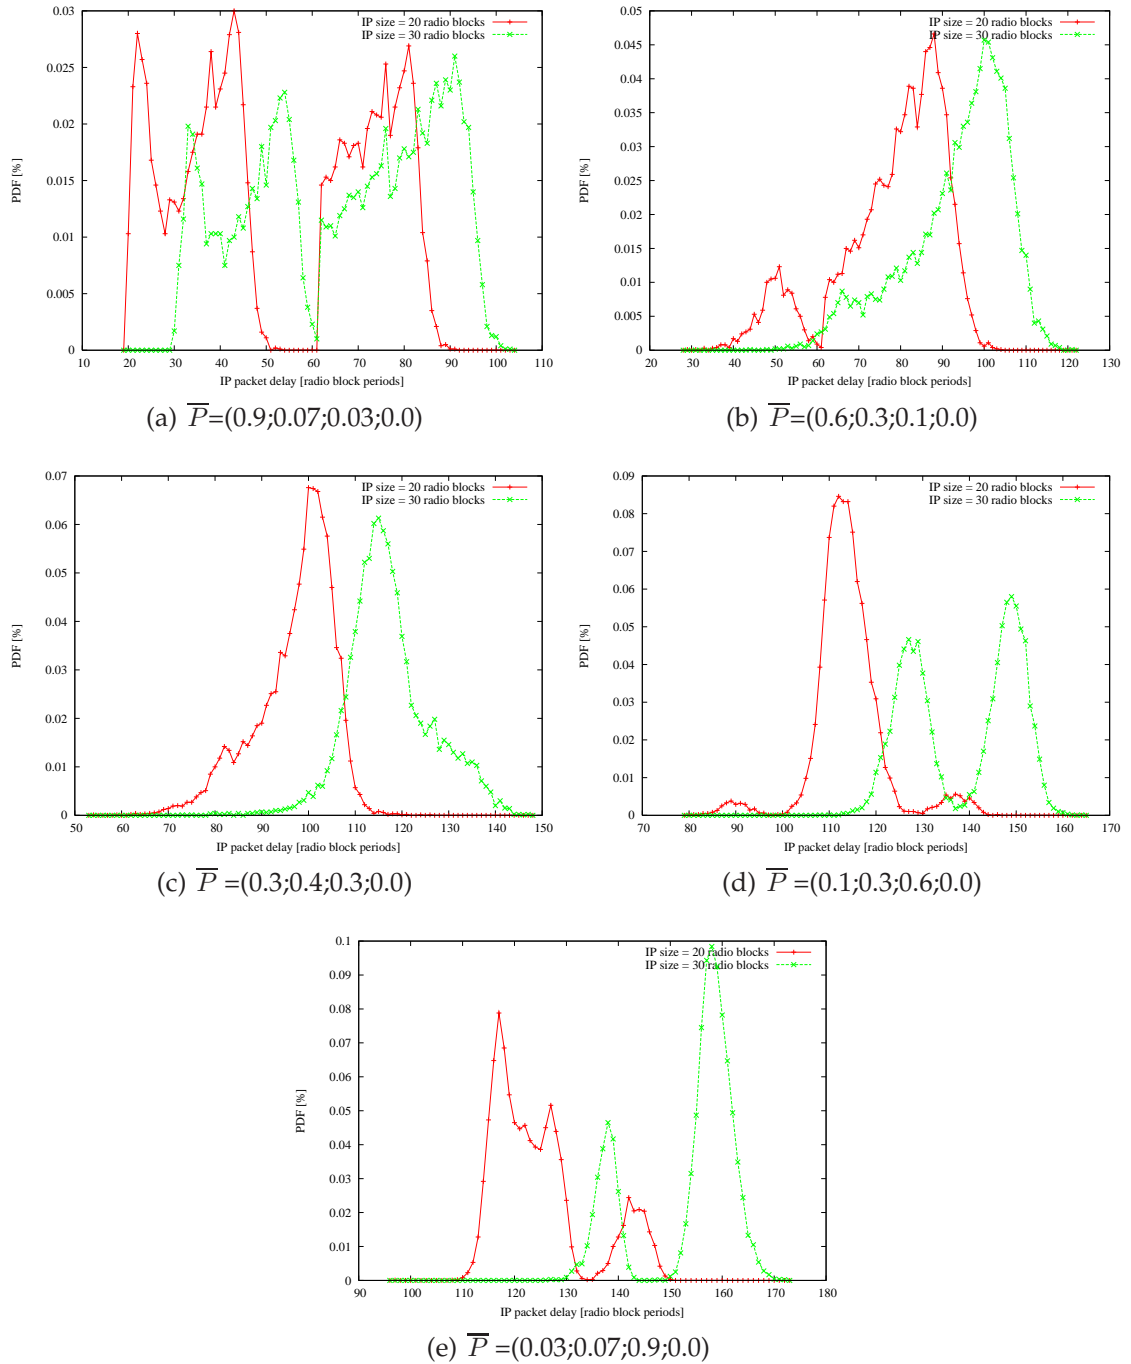 0.03
0.025
0.02
0.015
0.01
0.005
0
PDF [%]
IP size = 20 radio blocks
IP size = 30 radio blocks
10 20 30 40 50 60 70 80 90 100 110
IP packet delay [radio block periods]
(a) P=(0.9;0.07;0.03;0.0)
0.05
0.045
0.04
0.035
0.03
0.025
0.02
0.015
0.01
0.005
0
PDF [%]
IP size = 20 radio blocks
IP size = 30 radio blocks
20 30 40 50 60 70 80 90 100 110 120 130
IP packet delay [radio block periods]
(b) P=(0.6;0.3;0.1;0.0)
0.07
0.06
0.05
0.04
0.03
0.02
0.01
0
PDF [%]
IP size = 20 radio blocks
IP size = 30 radio blocks
50 60 70 80 90 100 110 120 130 140 150
IP packet delay [radio block periods]
(c) P =(0.3;0.4;0.3;0.0)
0.09
0.08
0.07
0.06
0.05
0.04
0.03
0.02
0.01
0
PDF [%]
IP size = 20 radio blocks
IP size = 30 radio blocks
70 80 90 100 110 120 130 140 150 160 170
IP packet delay [radio block periods]
(d) P =(0.1;0.3;0.6;0.0)
0.1
0.09
0.08
0.07
0.06
0.05
0.04
0.03
0.02
0.01
0
PDF [%]
IP size = 20 radio blocks
IP size = 30 radio blocks
90 100 110 120 130 140 150 160 170 180
IP packet delay [radio block periods]
(e) P =(0.03;0.07;0.9;0.0)